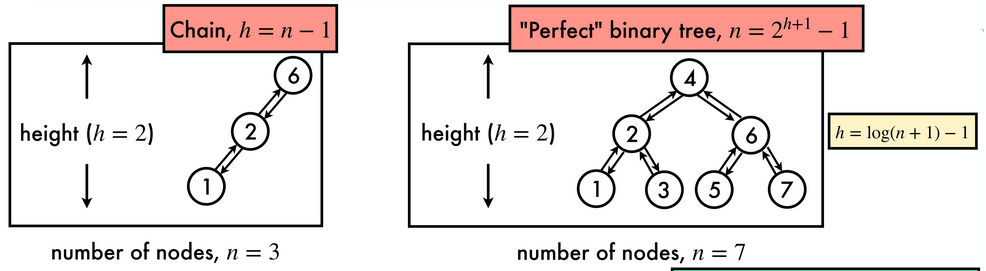 Chain, h = n − 1
height (h = 2)
6
2
1
number of nodes, n = 3
"Perfect" binary tree, n = 2^{h+1} − 1
height (h = 2)
4
2 6
1 3 5 7
h = log(n + 1) − 1
number of nodes, n = 7